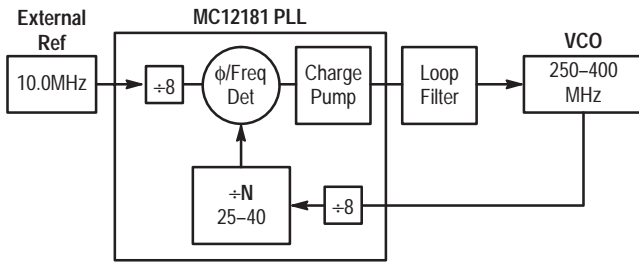 External
Ref
MC12181 PLL
VCO
10.0MHz
÷8
ϕ/Freq
Det
Charge
Pump
Loop
Filter
250–400
MHz
÷N
25–40
÷8